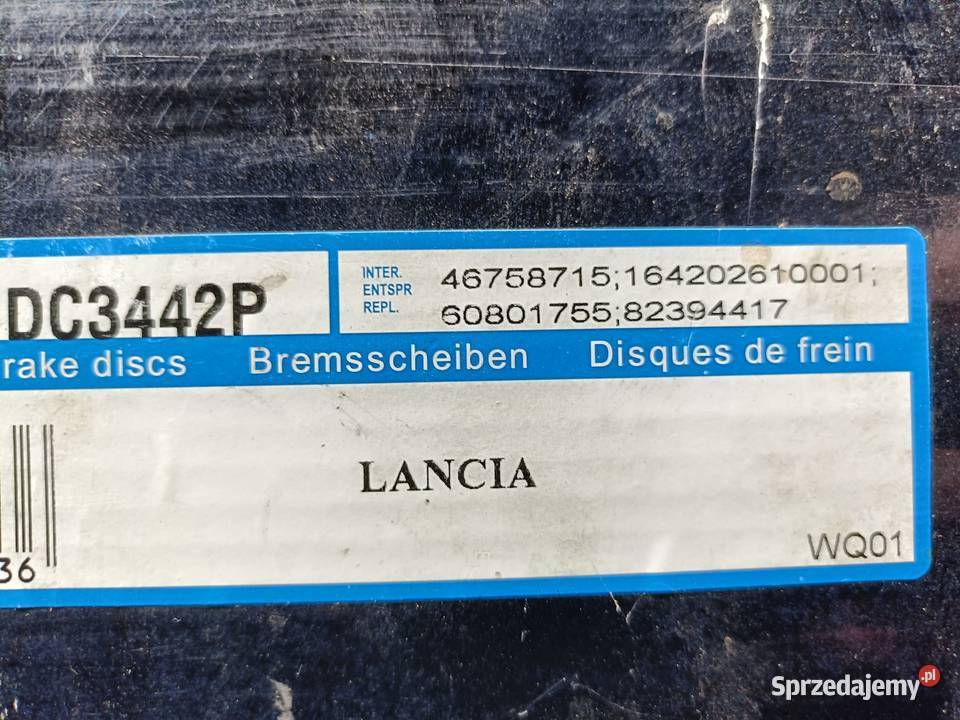 DC3442P
INTER.
ENTSPR
REPL.
46758715;164202610001;
60801755;82394417
rake discs Bremsscheiben Disques de frein
LANCIA
36
WQ01
Sprzedajemy.pl